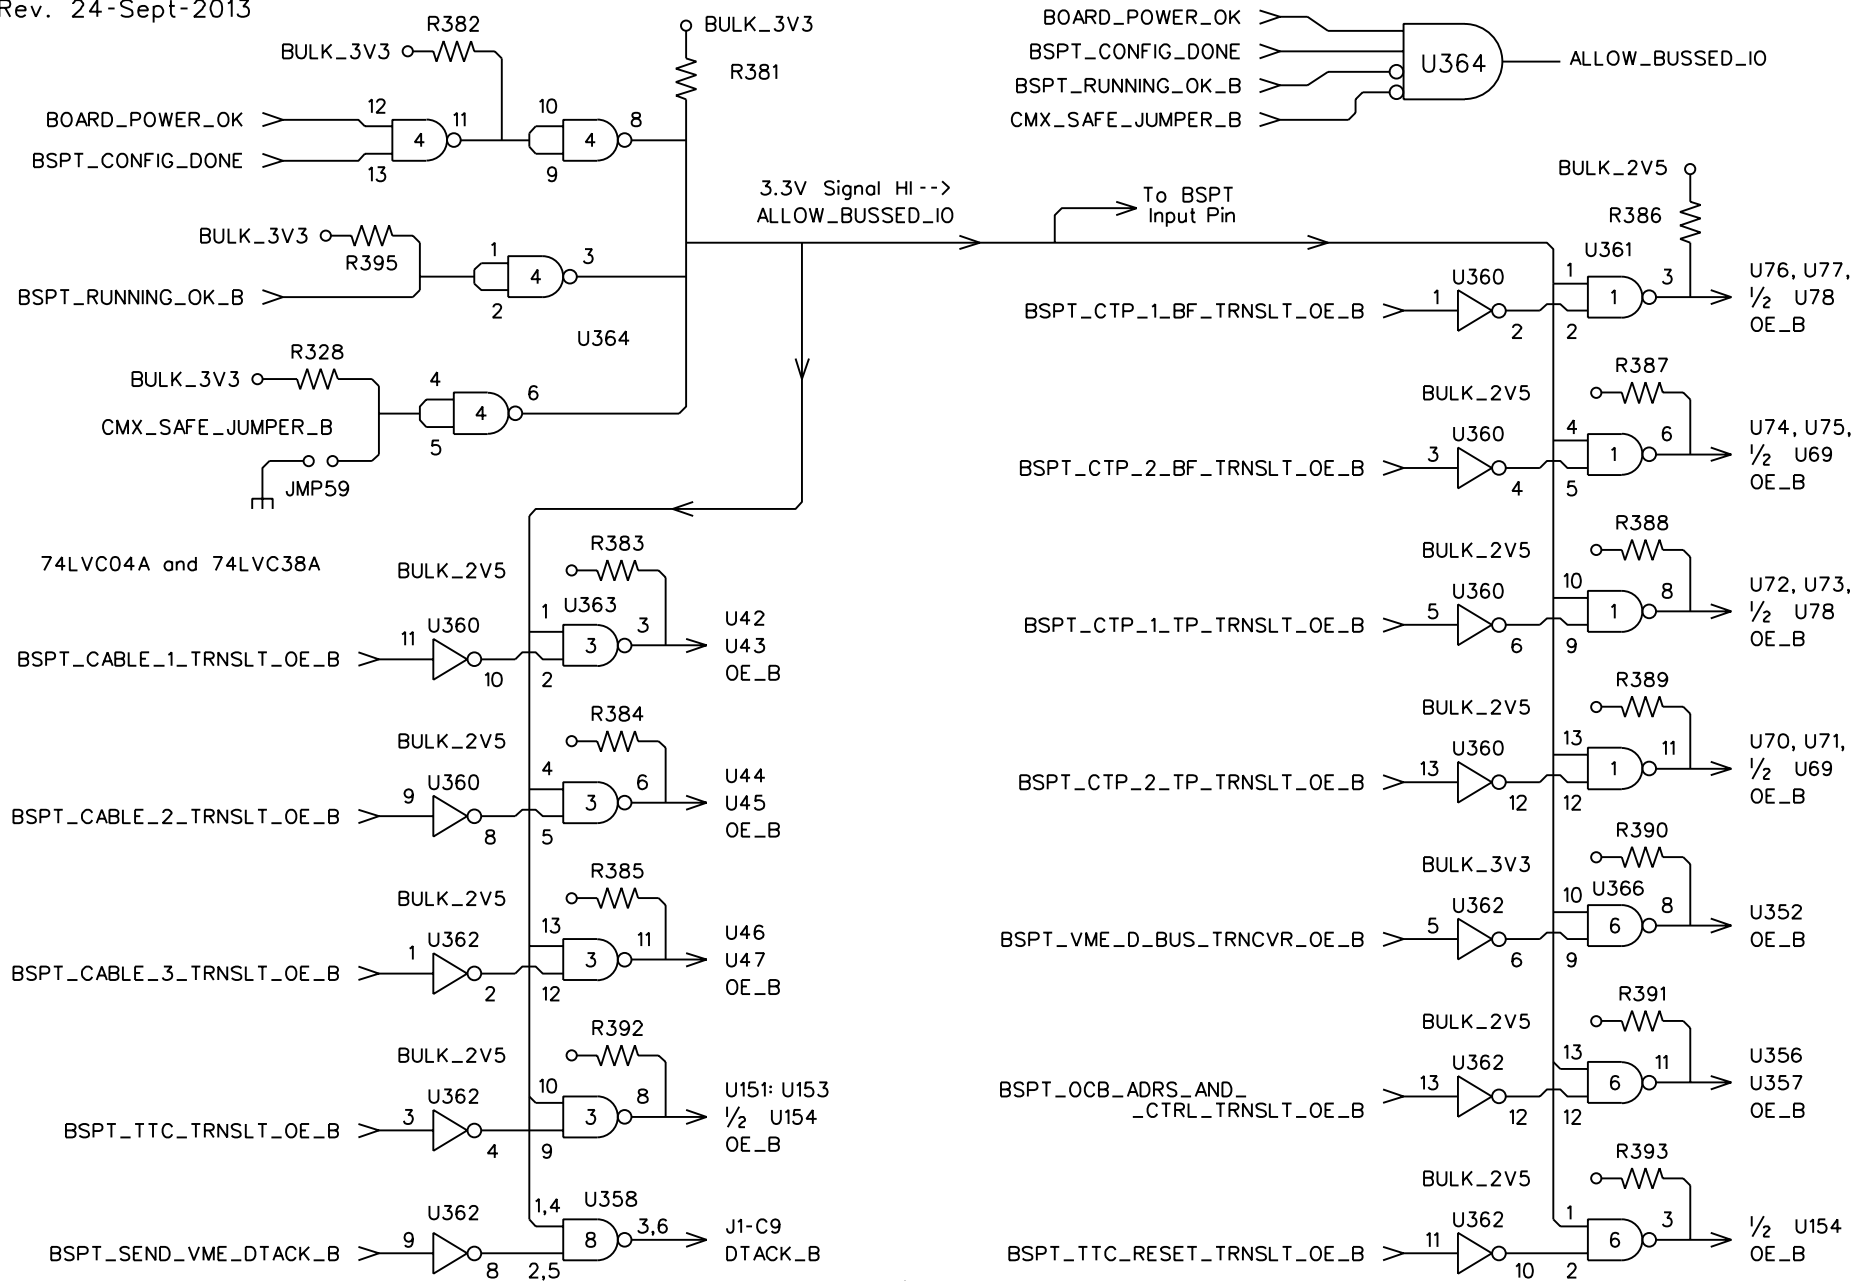 Rev. 24-Sept-2013
R382
BULK_3V3
BULK_3V3
R381
BOARD_POWER_OK
12
11
10
8
4
4
BSPT_CONFIG_DONE
13
9
BULK_3V3
R395
1
3
4
BSPT_RUNNING_OK_B
2
U364
R328
BULK_3V3
4
6
4
CMX_SAFE_JUMPER_B
5
JMP59
3.3V Signal HI-->
ALLOW_BUSSED_IO
To BSPT
Input Pin
BOARD_POWER_OK
BSPT_CONFIG_DONE
BSPT_RUNNING_OK_B
CMX_SAFE_JUMPER_B
U364
ALLOW_BUSSED_IO
74LVC04A and 74LVC38A
R383
BULK_2V5
U363
1
3
U360
11
3
BSPT_CABLE_1_TRNSLT_OE_B
10
2
U42
U43
OE_B
R384
BULK_2V5
4
6
U360
9
3
BSPT_CABLE_2_TRNSLT_OE_B
8
5
U44
U45
OE_B
R385
BULK_2V5
13
11
U362
1
3
BSPT_CABLE_3_TRNSLT_OE_B
2
12
U46
U47
OE_B
R392
BULK_2V5
10
8
U362
3
3
BSPT_TTC_TRNSLT_OE_B
4
9
U151: U153
1/2 U154
OE_B
U358
1,4
3,6
U362
9
8
BSPT_SEND_VME_DTACK_B
8
2,5
J1-C9
DTACK_B
BULK_2V5
R386
U361
1
3
U360
1
1
BSPT_CTP_1_BF_TRNSLT_OE_B
2
2
U76, U77,
1/2 U78
OE_B
R387
BULK_2V5
4
6
U360
3
1
BSPT_CTP_2_BF_TRNSLT_OE_B
4
5
U74, U75,
1/2 U69
OE_B
R388
BULK_2V5
10
8
U360
5
1
BSPT_CTP_1_TP_TRNSLT_OE_B
6
9
U72, U73,
1/2 U78
OE_B
R389
BULK_2V5
13
11
U360
13
1
BSPT_CTP_2_TP_TRNSLT_OE_B
12
12
U70, U71,
1/2 U69
OE_B
R390
BULK_3V3
U366
10
8
U362
5
6
BSPT_VME_D_BUS_TRNCVR_OE_B
6
9
U352
OE_B
R391
BULK_2V5
13
11
U362
13
6
BSPT_OCB_ADRS_AND_
_CTRL_TRNSLT_OE_B
12
12
U356
U357
OE_B
R393
BULK_2V5
1
3
U362
11
6
BSPT_TTC_RESET_TRNSLT_OE_B
10
2
1/2 U154
OE_B